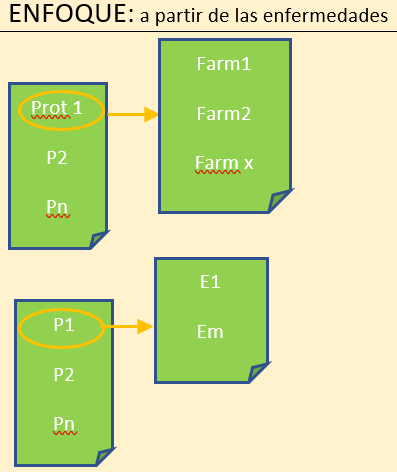 ENFOQUE: a partir de las enfermedades
Prot 1
P2
Pn
Farm1
Farm2
Farm x
P1
P2
Pn
E1
Em